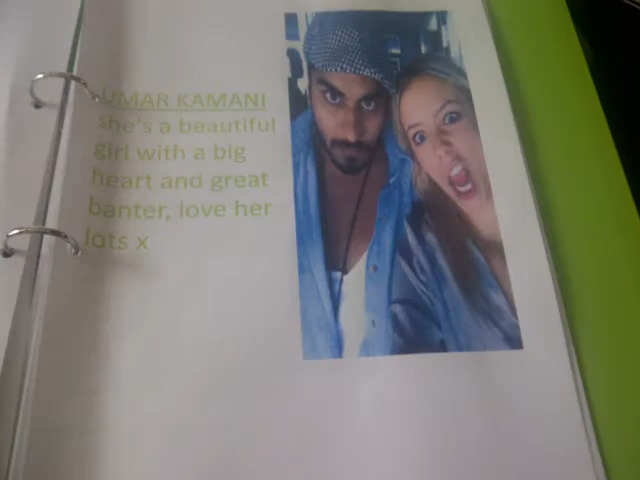 UMAR KAMANI
she's a beautiful
girl with a big
heart and great
banter, love her
lots x